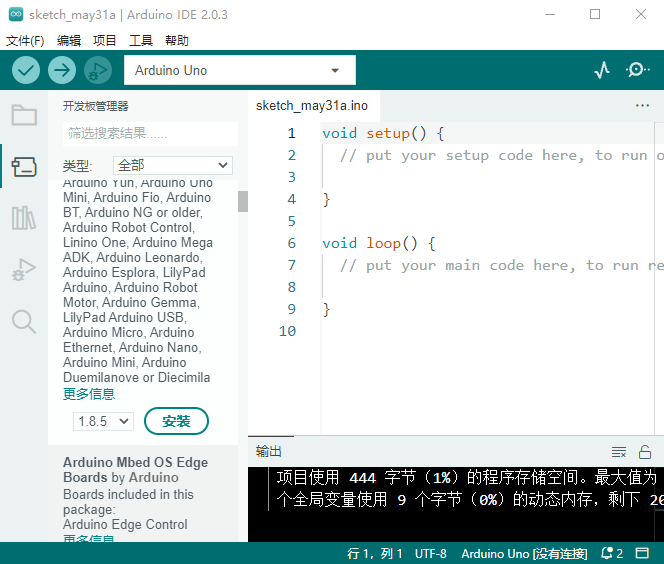 sketch_may31a | Arduino IDE 2.0.3
文件(F) 编辑 项目 工具 帮助
Arduino Uno
开发板管理器
筛选搜索结果......
类型: 全部
Arduino Yun, Arduino Uno
Mini, Arduino Fio, Arduino
BT, Arduino NG or older,
Arduino Robot Control,
Linino One, Arduino Mega
ADK, Arduino Leonardo,
Arduino Esplora, LilyPad
Arduino, Arduino Robot
Motor, Arduino Gemma,
LilyPad Arduino USB,
Arduino Micro, Arduino
Ethernet, Arduino Nano,
Arduino Mini, Arduino
Duemilanove or Diecimila
更多信息
1.8.5 安装
Arduino Mbed OS Edge
Boards by Arduino
Boards included in this
package:
Arduino Edge Control
更多信息
sketch_may31a.ino
1 void setup() {
2 // put your setup code here, to run o
3
4 }
5
6 void loop() {
7 // put your main code here, to run re
8
9 }
10
输出
项目使用 444 字节 (1%) 的程序存储空间。最大值为
个全局变量使用 9 个字节 (0%) 的动态内存，剩下 20
行 1，列 1 UTF-8 Arduino Uno [没有连接] 2